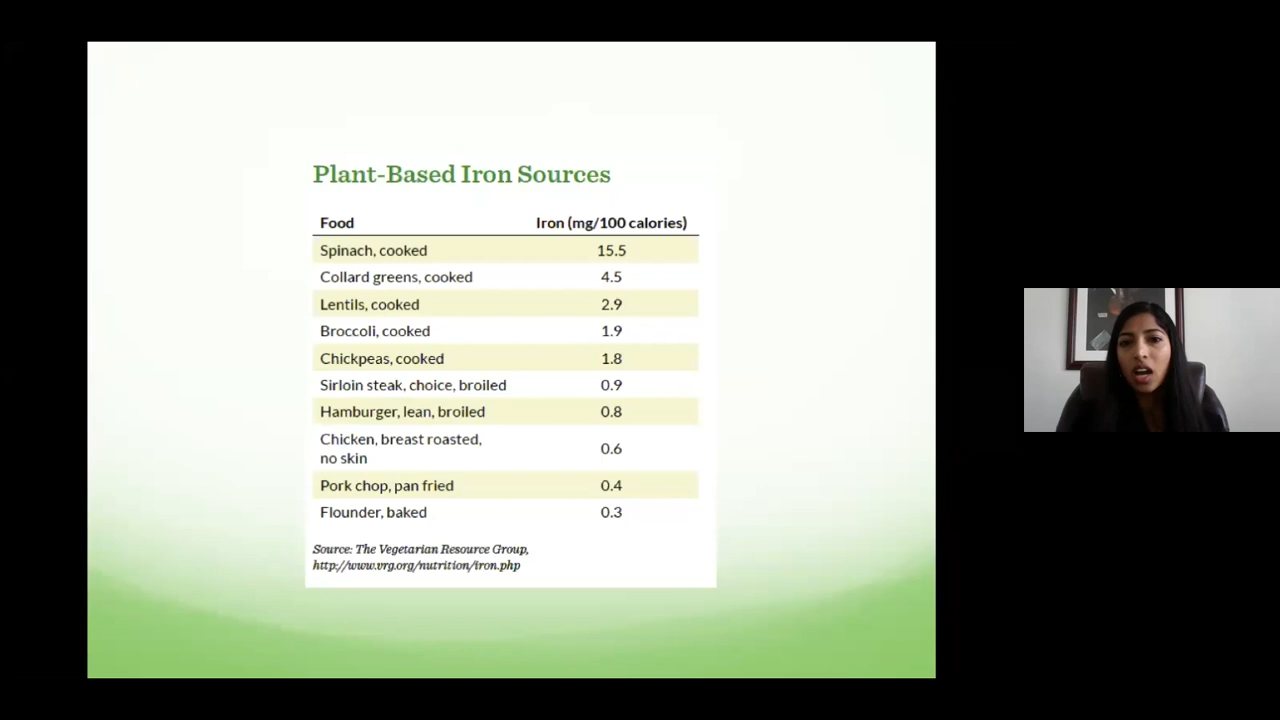 Plant-Based Iron Sources
Food Iron (mg/100 calories)
Spinach, cooked 15.5
Collard greens, cooked 4.5
Lentils, cooked 2.9
Broccoli, cooked 1.9
Chickpeas, cooked 1.8
Sirloin steak, choice, broiled 0.9
Hamburger, lean, broiled 0.8
Chicken, breast roasted,
no skin 0.6
Pork chop, pan fried 0.4
Flounder, baked 0.3
Source: The Vegetarian Resource Group,
http://www.vrg.org/nutrition/iron.php